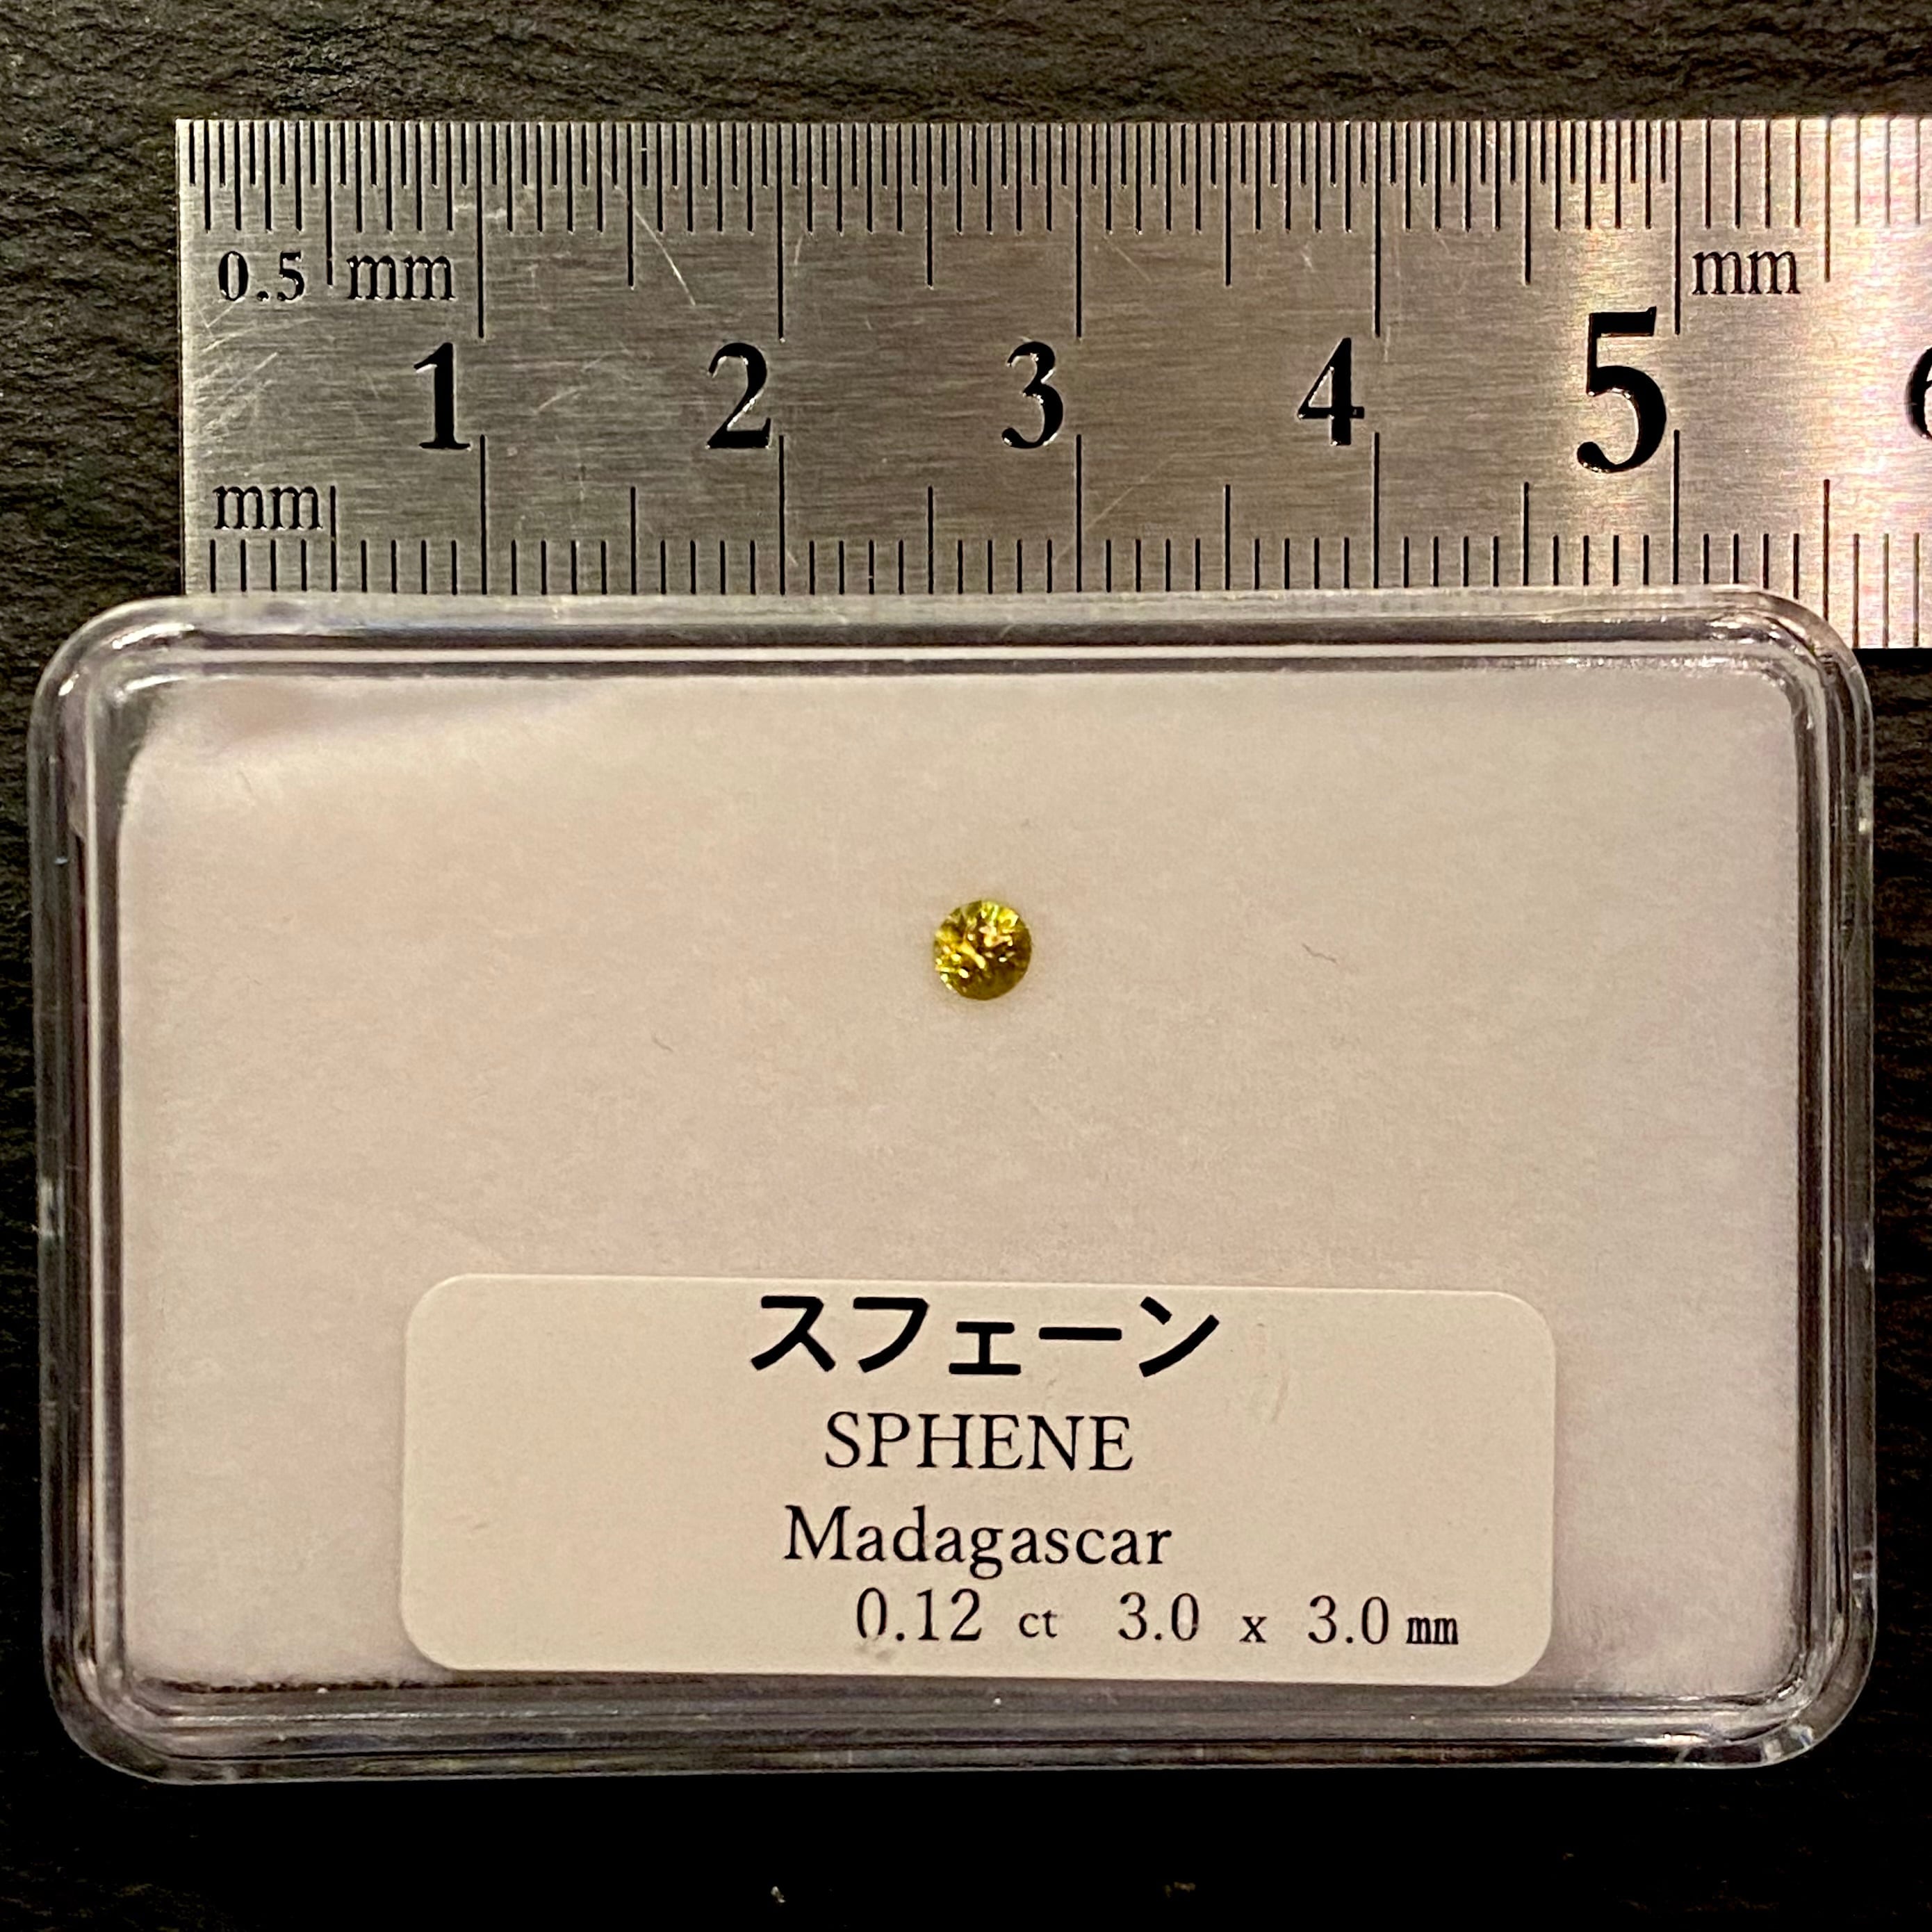 0.5 mm mm
1 2 3 4 5 6
mm
スフェーン
SPHENE
Madagascar
0.12 ct 3.0 x 3.0 mm